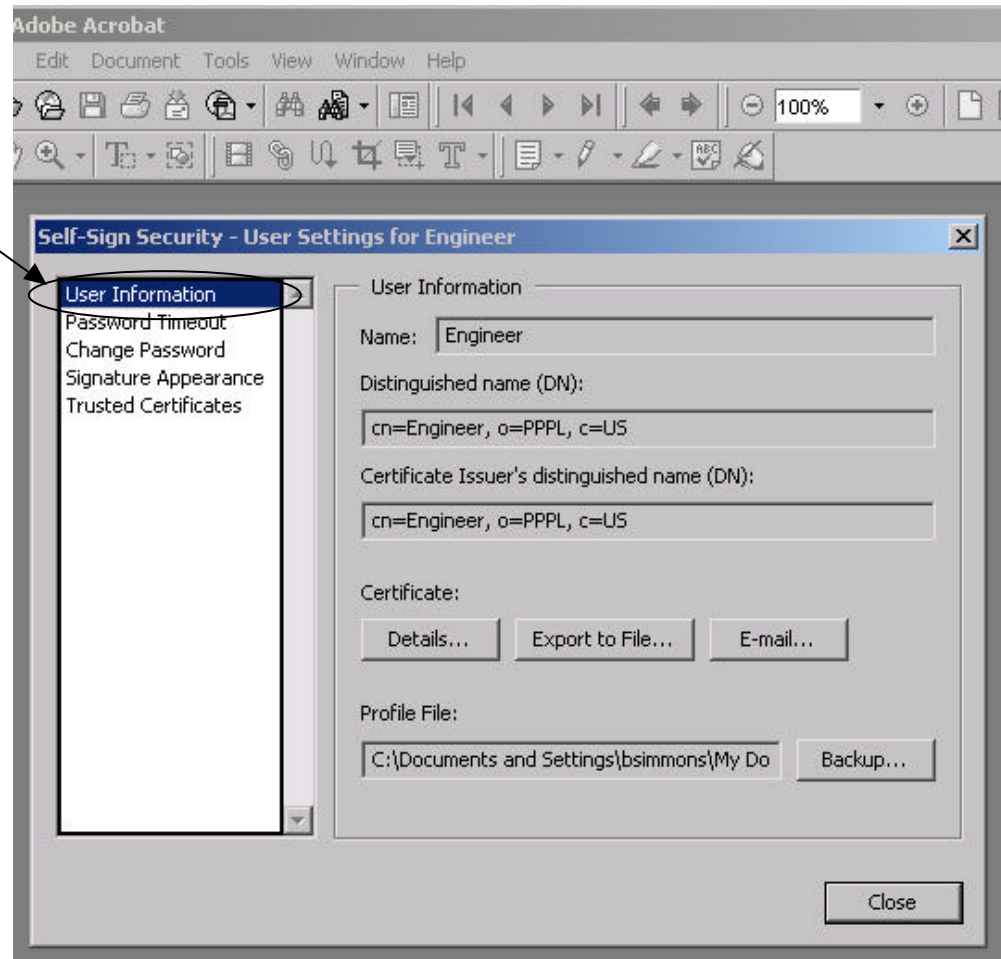 Adobe Acrobat
Edit Document Tools View Window Help
100%
ABC
Self-Sign Security - User Settings for Engineer
User Information
Password Timeout
Change Password
Signature Appearance
Trusted Certificates
User Information
Name: Engineer
Distinguished name (DN):
cn=Engineer, o=PPPL, c=US
Certificate Issuer's distinguished name (DN):
cn=Engineer, o=PPPL, c=US
Certificate:
Details... Export to File... E-mail...
Profile File:
C:\Documents and Settings\bsimmons\My Do Backup...
Close